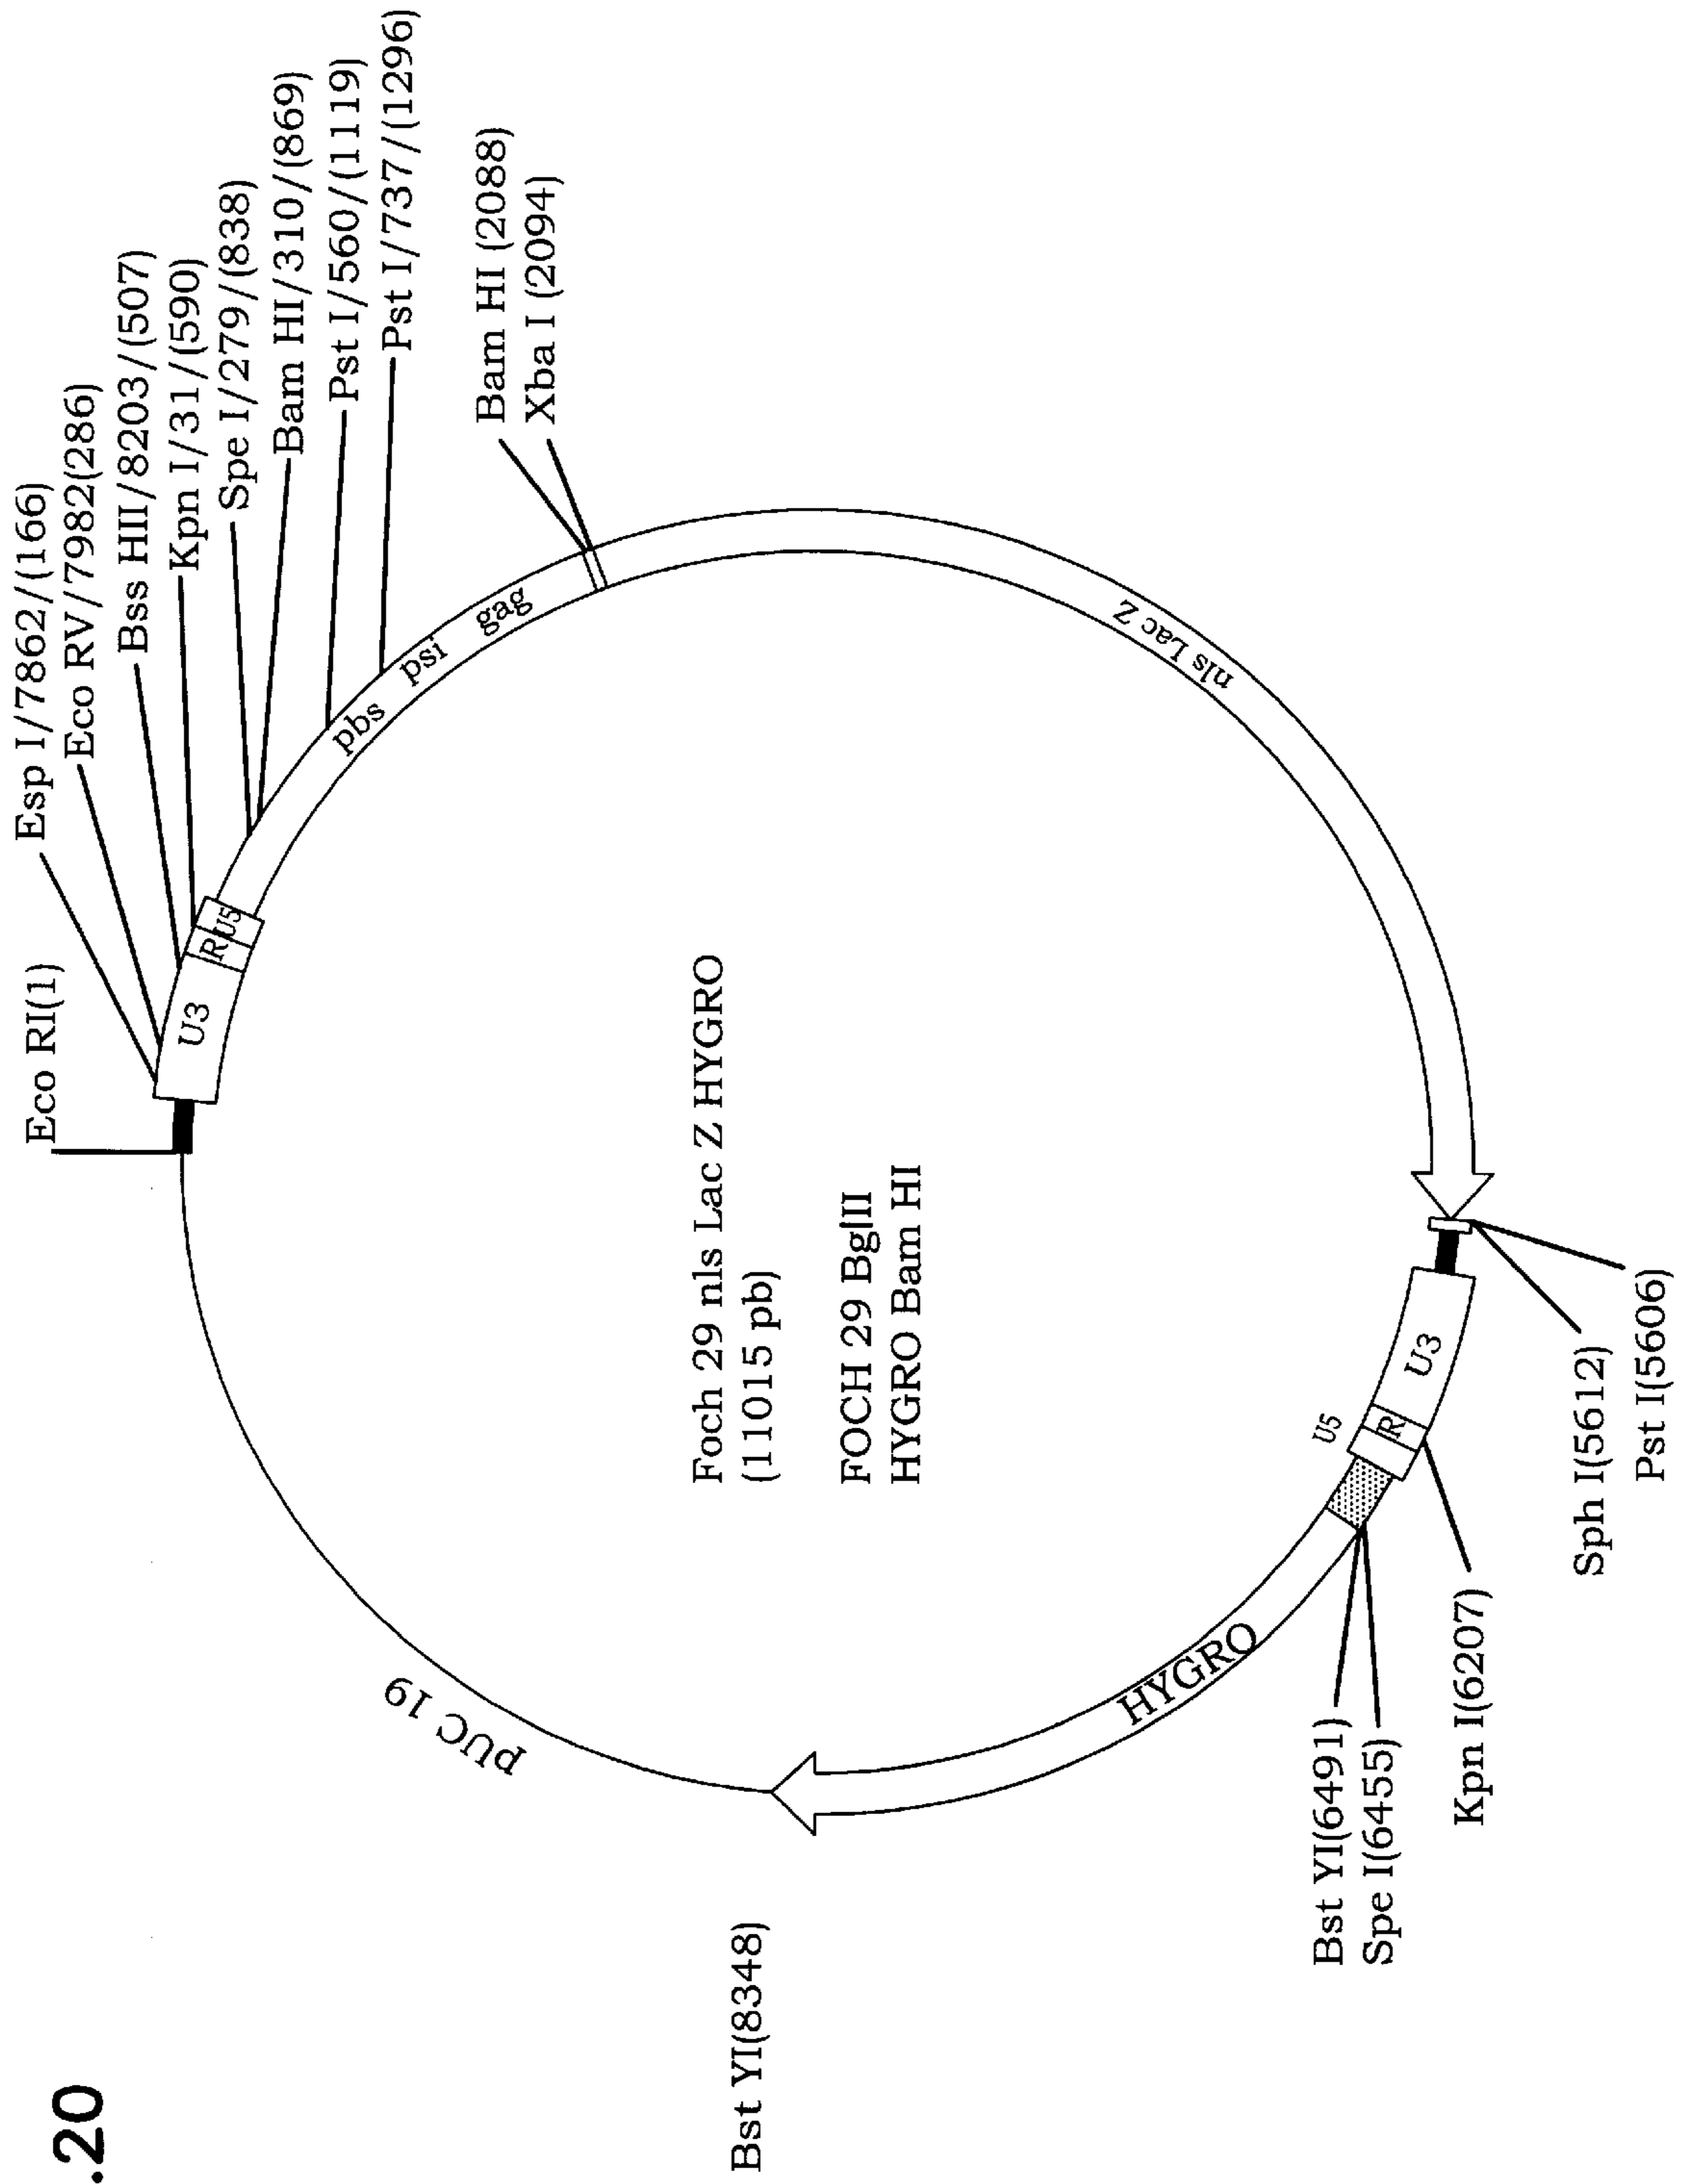 .20
Eco RI(1)
Esp I/7862/(166)
Eco RV/7982(286)
Bss HII/8203/(507)
Kpn I/31/(590)
Spe I/279/(838)
Bam HI/310/(869)
Pst I/560/(1119)
Pst I/737/(1296)
Bam HI (2088)
Xba I (2094)
U3
R
U5
pbs
psi
gag
nls Lac Z
Foch 29 nls Lac Z HYGRO
(11015 pb)
FOCH 29 BglII
HYGRO Bam HI
pUC 19
Bst YI(8348)
HYGRO
U5
R
U3
Bst YI(6491)
Spe I(6455)
Kpn I(6207)
Sph I(5612)
Pst I(5606)